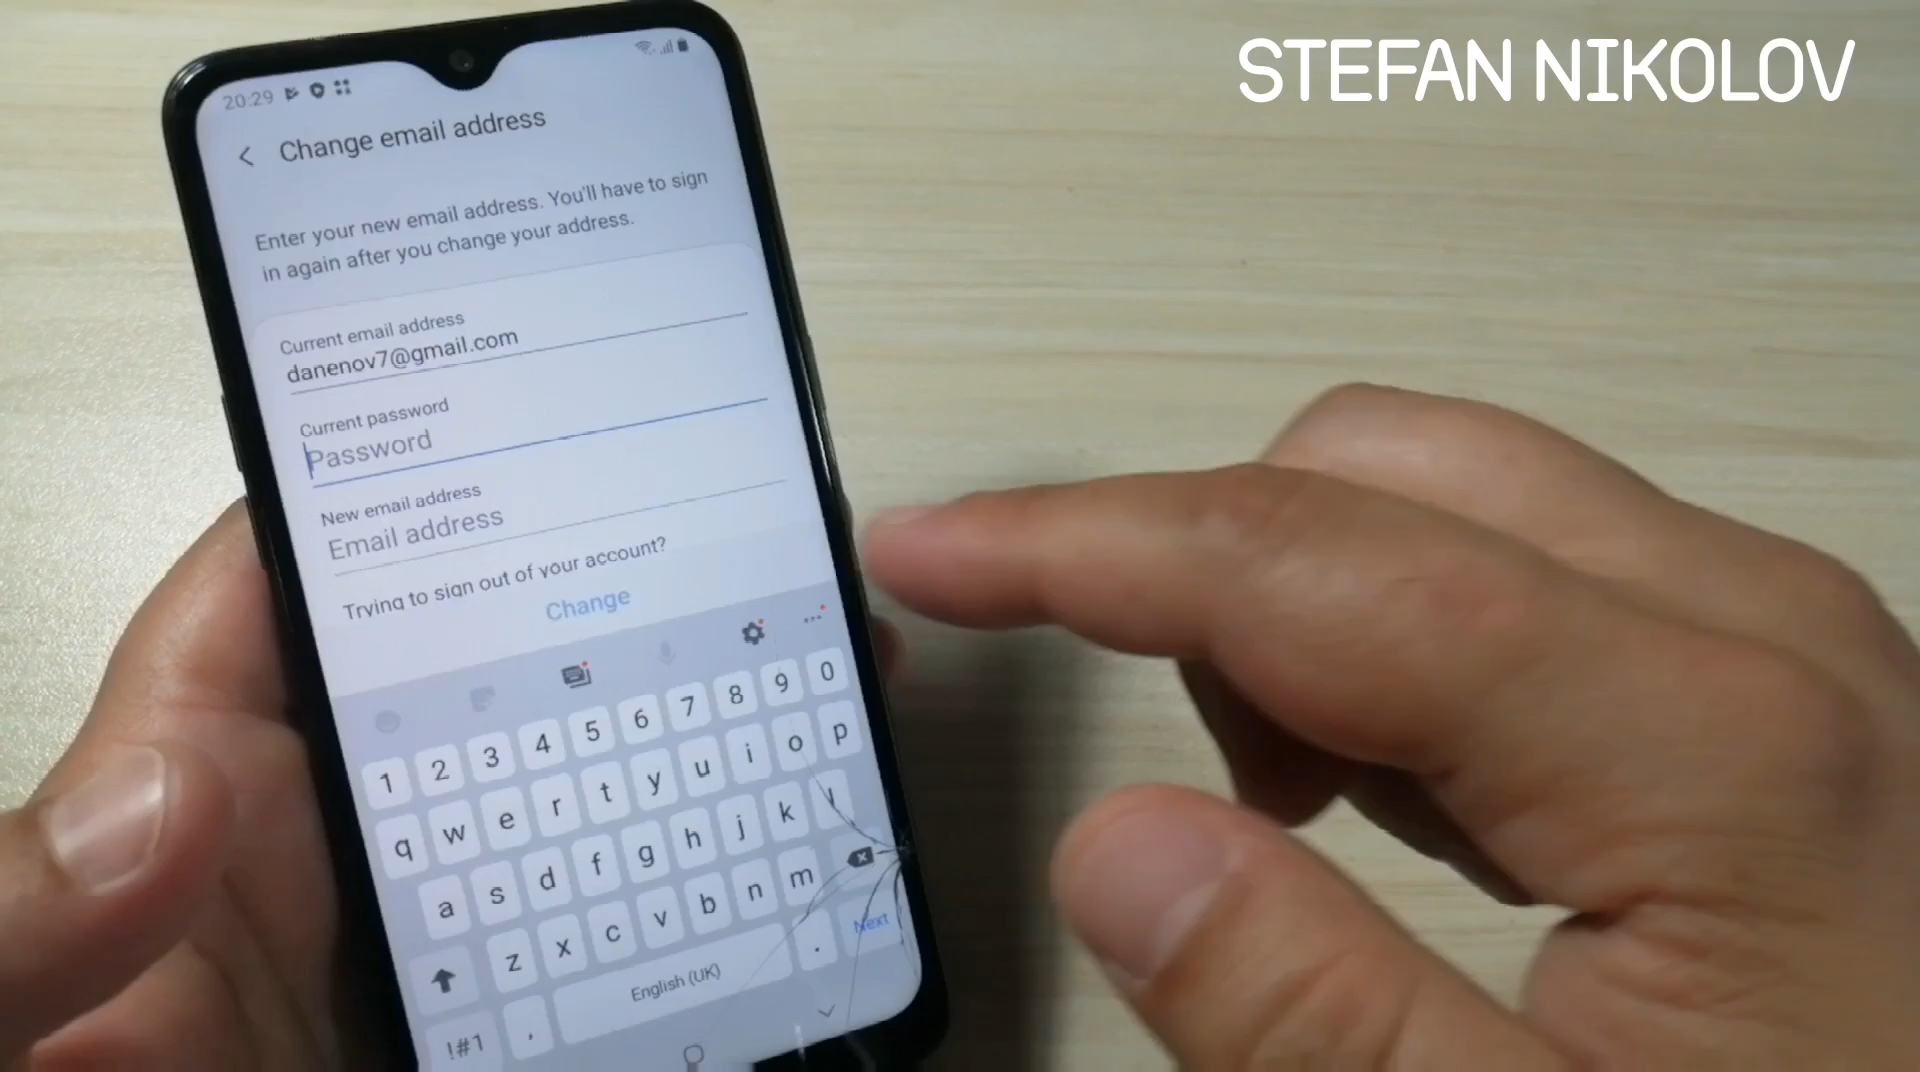 STEFAN NIKOLOV
20:29
Change email address
Enter your new email address. You'll have to sign
in again after you change your address.
Current email address
danenov7@gmail.com
Current password
Password
New email address
Email address
Trying to sign out of your account?
Change
1 2 3 4 5 6 7 8 9 0
q w e r t y u i o p
a s d f g h j k l
z x c v b n m
!#1 , English (UK) . Next